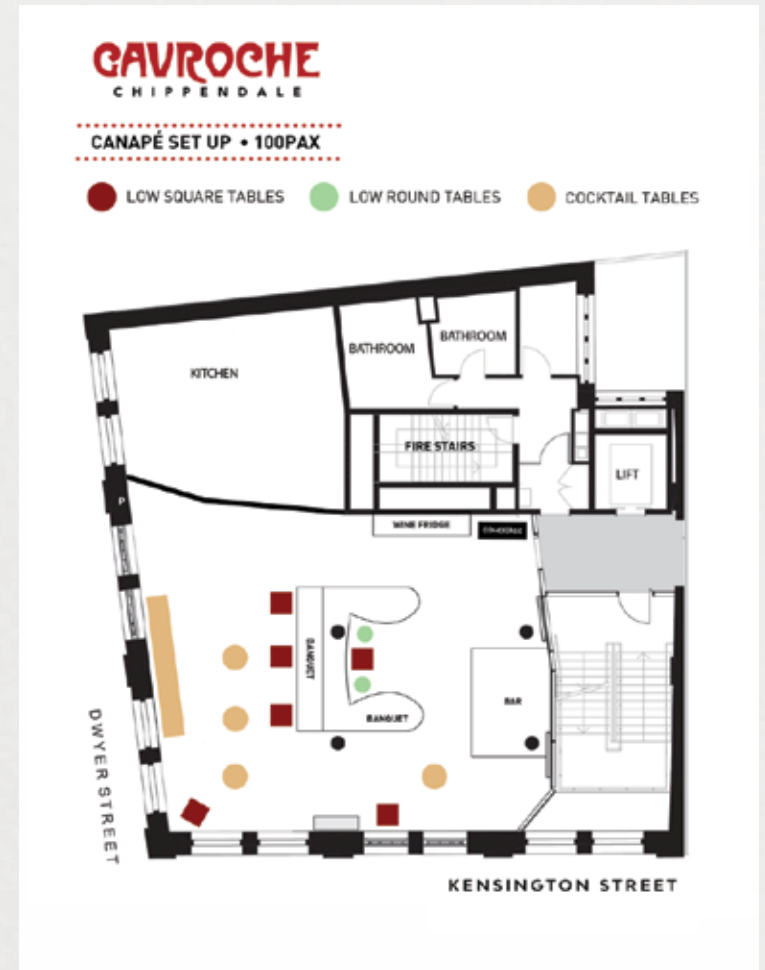 GAVROCHE
CHIPPENDALE
CANAPÉ SET UP • 100PAX
LOW SQUARE TABLES
LOW ROUND TABLES
COCKTAIL TABLES
BATHROOM
BATHROOM
KITCHEN
FIRE STAIRS
LIFT
P
WINE FRIDGE
BANQUET
BANQUET
BAR
DWYER STREET
KENSINGTON STREET